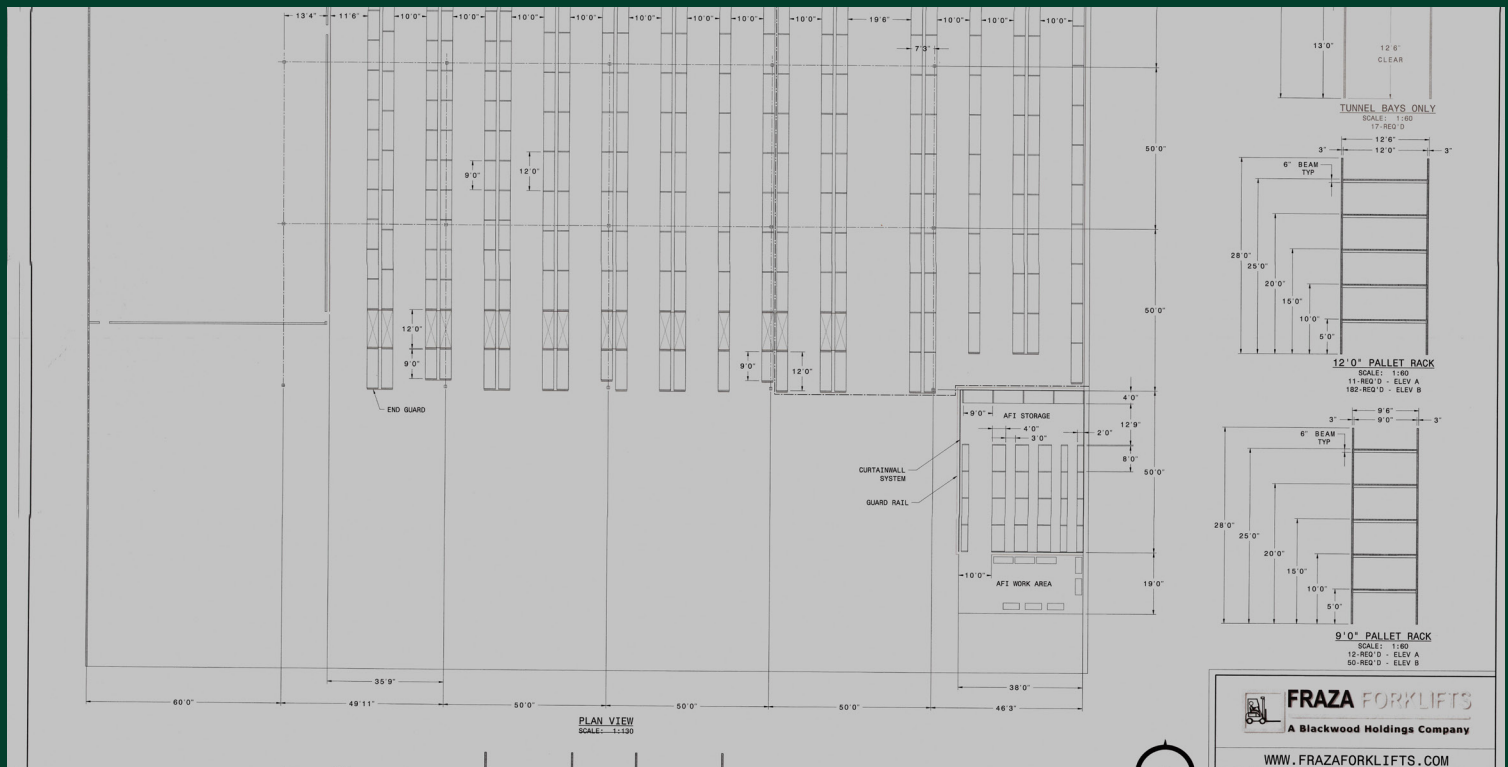 13'4" 11'6" 10'0" 10'0" 10'0" 10'0" 10'0" 10'0" 10'0" 10'0" 19'6" 10'0" 10'0" 10'0"
7'3"
9'0"
12'0"
12'0"
9'0"
9'0"
12'0"
END GUARD
50'0"
50'0"
4'0"
9'0"
AFI STORAGE
12'9"
4'0"
3'0"
2'0"
8'0"
50'0"
CURTAINWALL
SYSTEM
GUARD RAIL
10'0"
AFI WORK AREA
19'0"
35'9"
38'0"
60'0" 49'11" 50'0" 50'0" 50'0" 46'3"
PLAN VIEW
SCALE: 1:130
13'0"
12'6"
CLEAR
TUNNEL BAYS ONLY
SCALE: 1:60
17-REQ'D
12'6"
3" 12'0" 3"
6" BEAM
TYP
28'0"
25'0"
20'0"
15'0"
10'0"
5'0"
12'0" PALLET RACK
SCALE: 1:60
11-REQ'D - ELEV A
182-REQ'D - ELEV B
9'6"
3" 9'0" 3"
6" BEAM
TYP
28'0"
25'0"
20'0"
15'0"
10'0"
5'0"
9'0" PALLET RACK
SCALE: 1:60
12-REQ'D - ELEV A
50-REQ'D - ELEV B
FRAZA FORKLIFTS
A Blackwood Holdings Company
WWW.FRAZAFORKLIFTS.COM